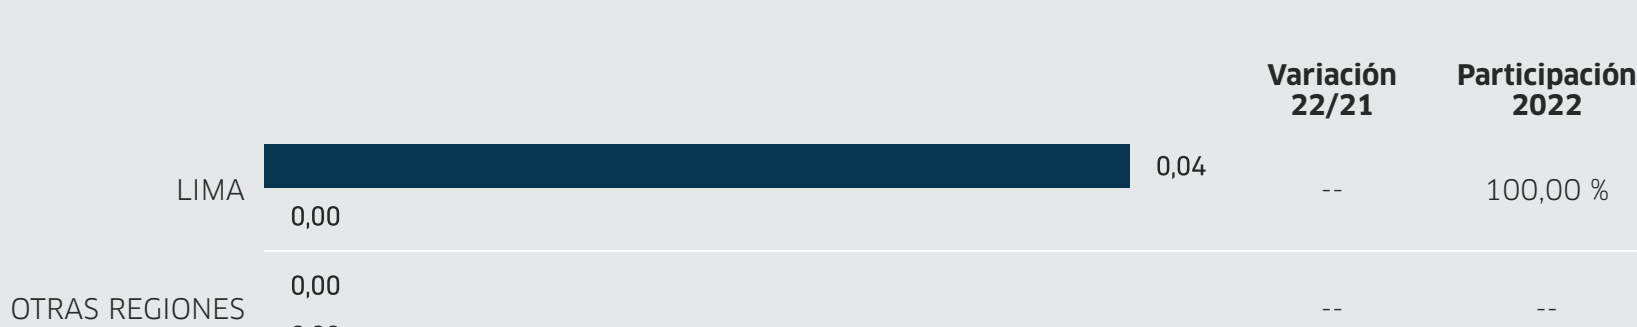 Variación Participación
22/21 2022
0,04
LIMA -- 100,00 %
0,00
0,00
OTRAS REGIONES -- --